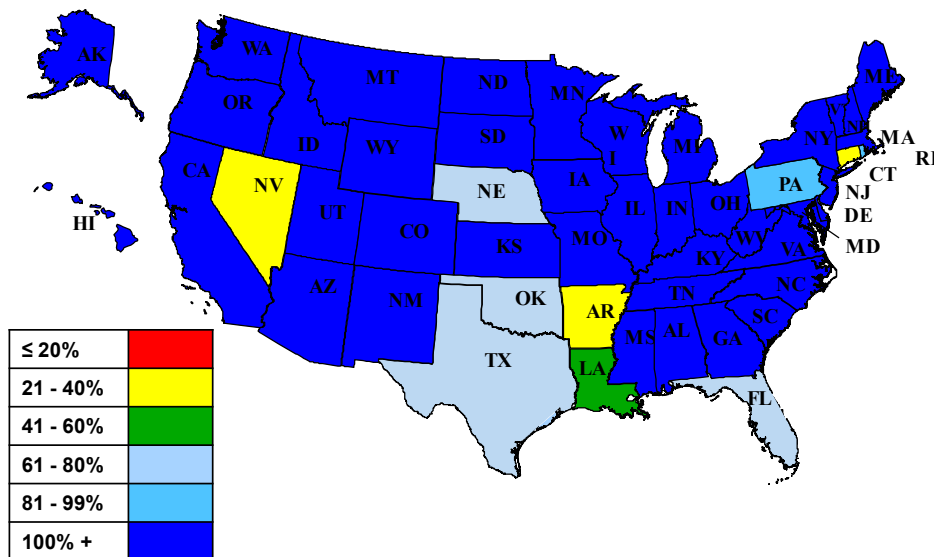 AK
WA
MT
ND
MN
ME
OR
ID
SD
W
I
MI
NY
VT
NH
MA
RI
CT
WY
CA
NV
NE
IA
PA
NJ
HI
UT
CO
KS
MO
IL
IN
OH
WV
VA
DE
MD
KY
AZ
NM
OK
AR
TN
NC
SC
TX
LA
MS
AL
GA
FL
≤ 20%
21 - 40%
41 - 60%
61 - 80%
81 - 99%
100% +